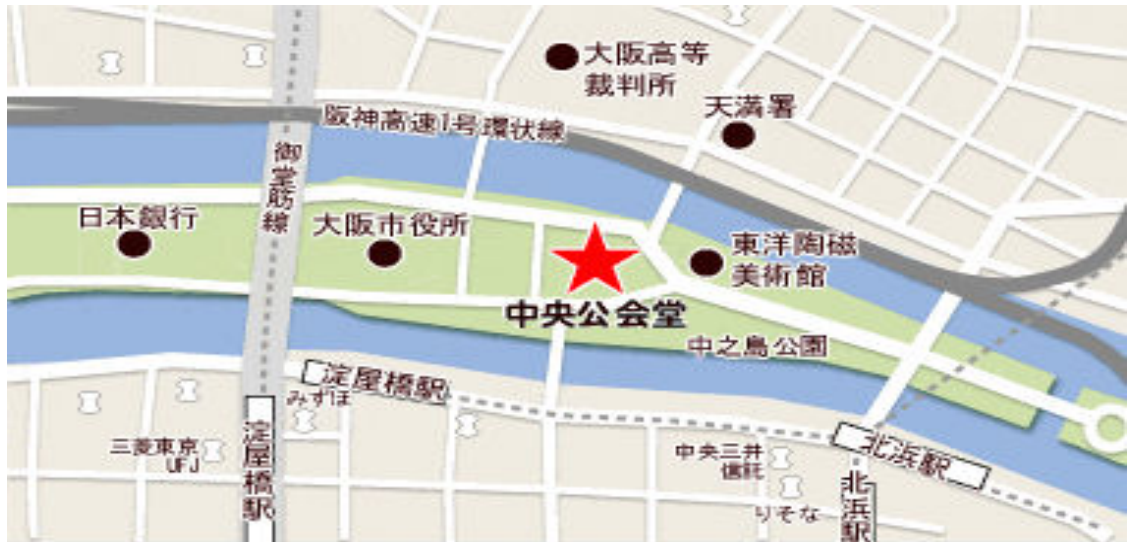 大阪高等
裁判所
天満署
阪神高速1号環状線
御堂筋線
日本銀行
大阪市役所
東洋陶磁
美術館
中央公会堂
中之島公園
淀屋橋駅
みずほ
三菱東京
UFJ
淀屋橋駅
中央三井
信託
りそな
北浜駅
北浜駅